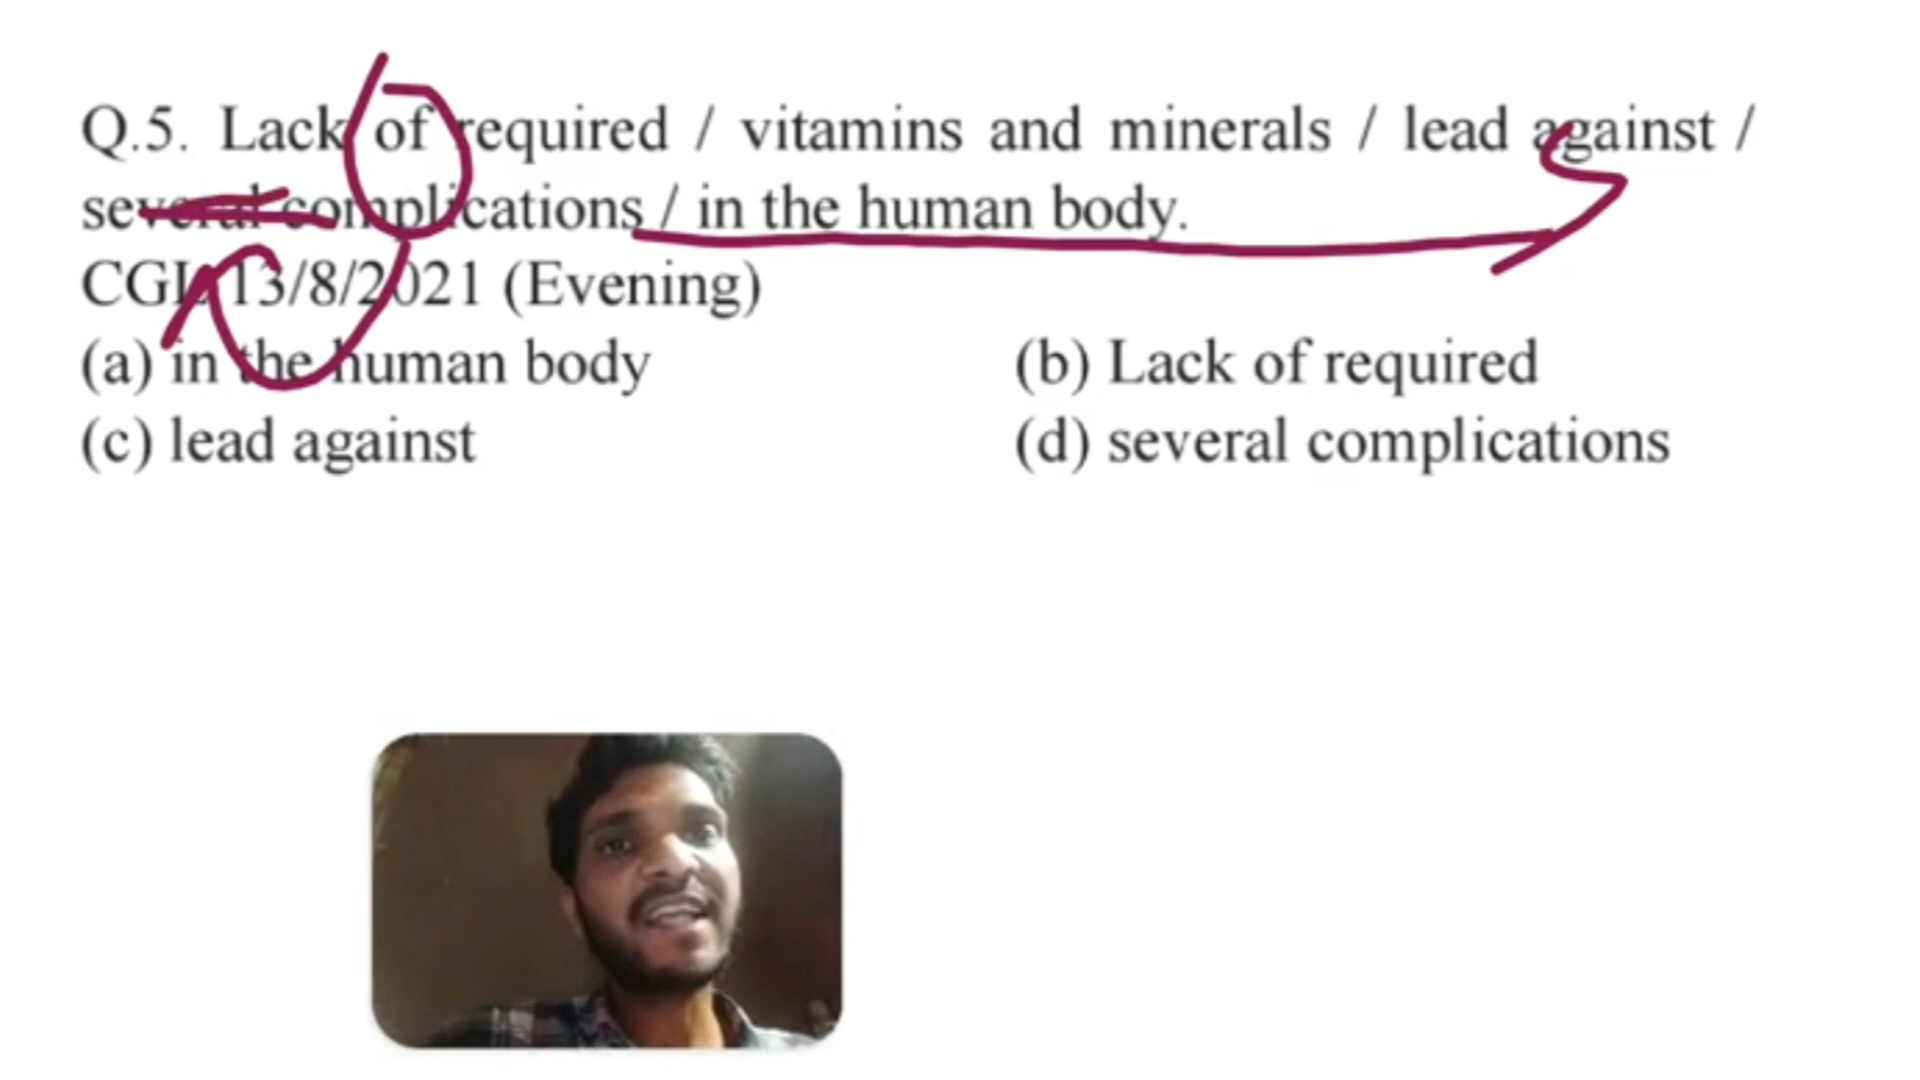 Q.5. Lack of required / vitamins and minerals / lead against /
several complications / in the human body.
CGL 13/8/2021 (Evening)
(a) in the human body (b) Lack of required
(c) lead against (d) several complications